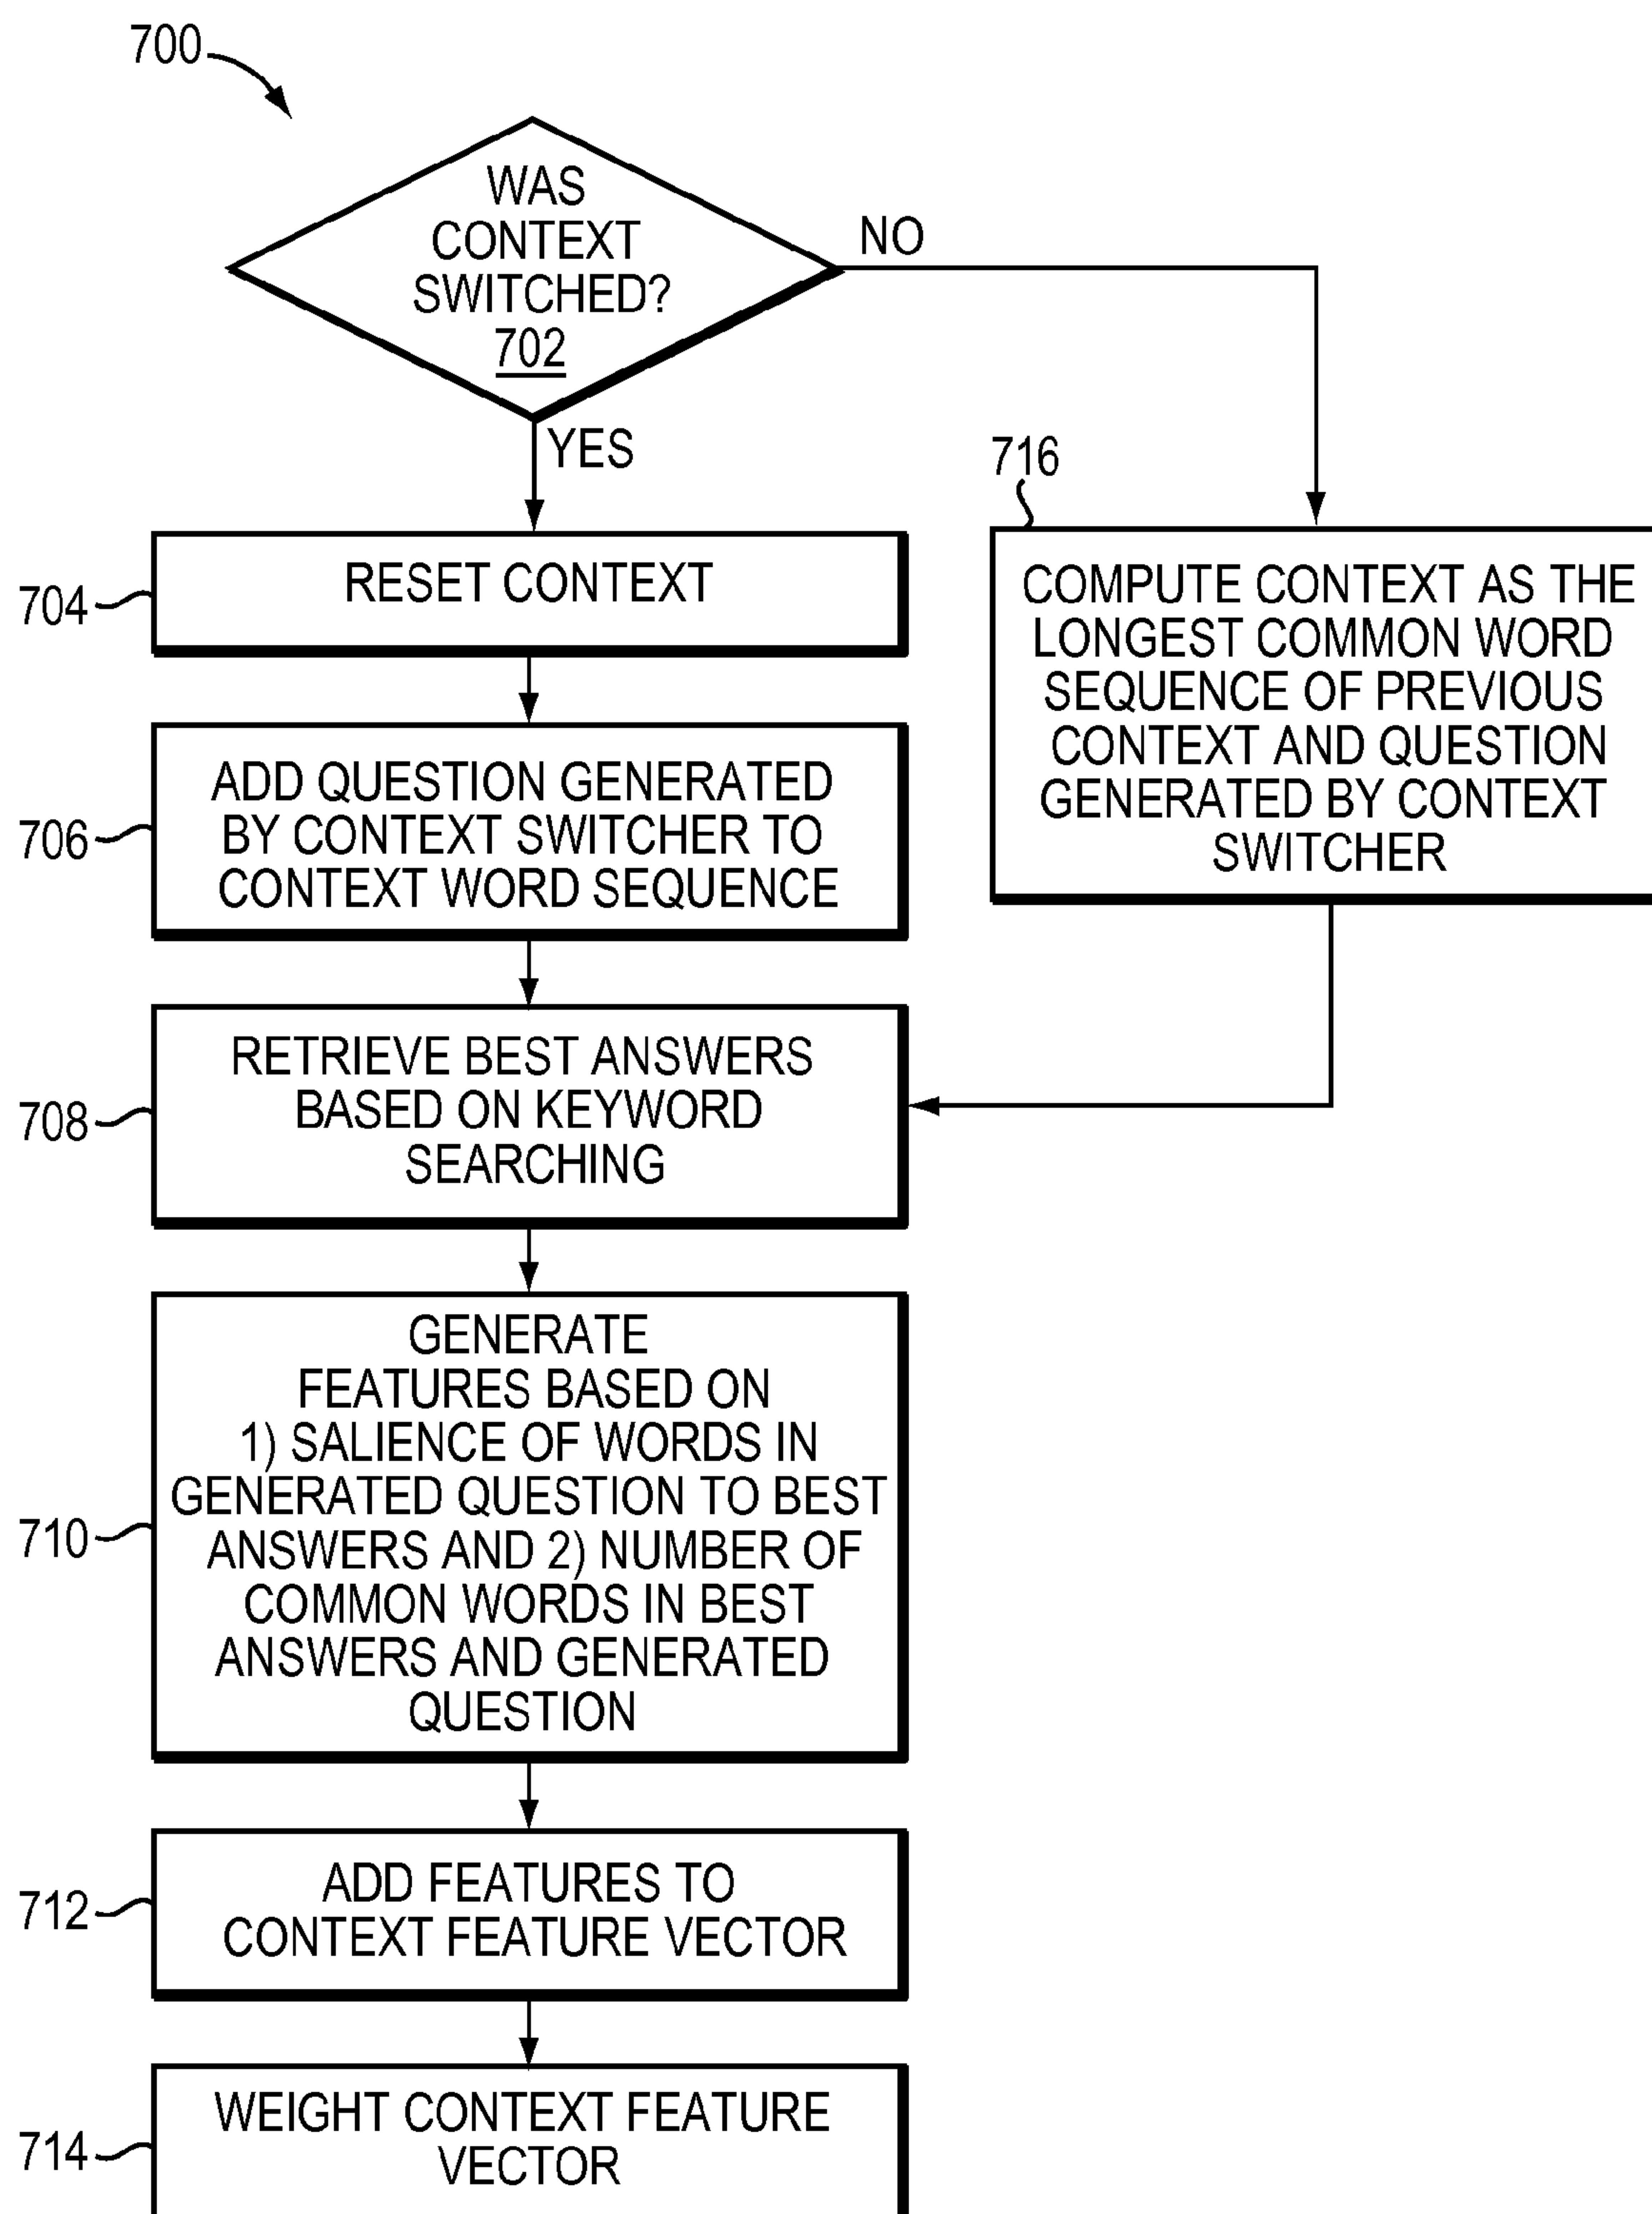 700
WAS
CONTEXT
SWITCHED?
702
NO
YES
704
RESET CONTEXT
716
COMPUTE CONTEXT AS THE
LONGEST COMMON WORD
SEQUENCE OF PREVIOUS
CONTEXT AND QUESTION
GENERATED BY CONTEXT
SWITCHER
706
ADD QUESTION GENERATED
BY CONTEXT SWITCHER TO
CONTEXT WORD SEQUENCE
708
RETRIEVE BEST ANSWERS
BASED ON KEYWORD
SEARCHING
710
GENERATE
FEATURES BASED ON
1) SALIENCE OF WORDS IN
GENERATED QUESTION TO BEST
ANSWERS AND 2) NUMBER OF
COMMON WORDS IN BEST
ANSWERS AND GENERATED
QUESTION
712
ADD FEATURES TO
CONTEXT FEATURE VECTOR
714
WEIGHT CONTEXT FEATURE
VECTOR